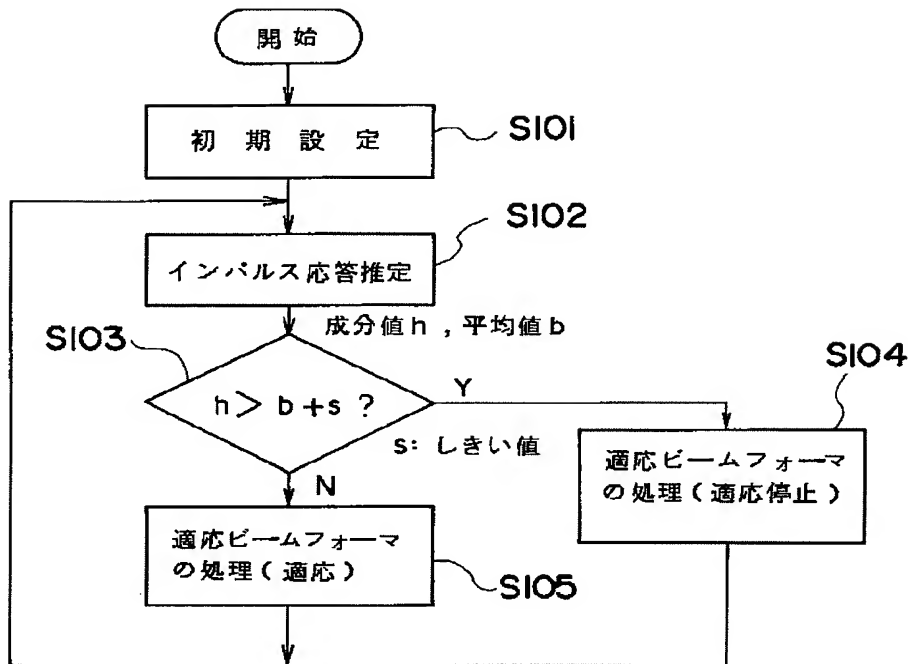 開始
初期設定
S101
S102
インパルス応答推定
成分値h，平均値b
S103
h＞b+s？
Y
S104
s：しきい値
適応ビームフォーマ
の処理（適応停止）
N
適応ビームフォーマ
の処理（適応）
S105